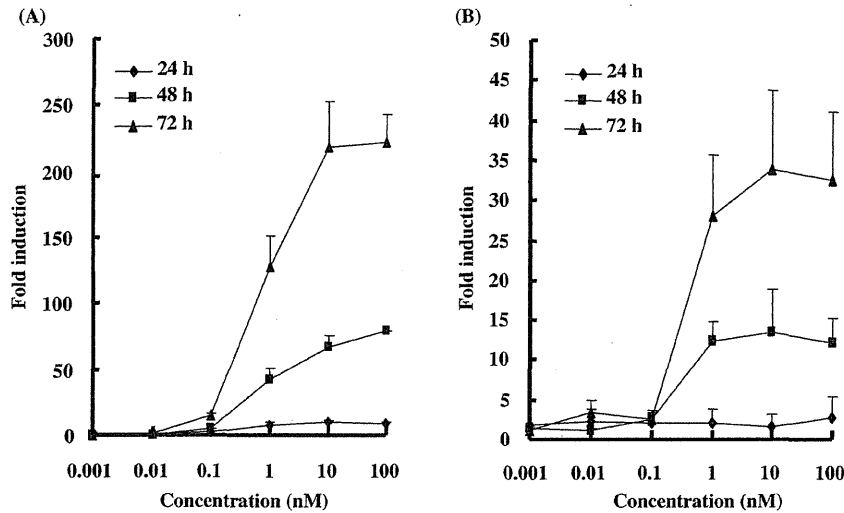 (A)
300
250
200
150
100
50
0
Fold induction
24 h
48 h
72 h
0.001 0.01 0.1 1 10 100
Concentration (nM)
(B)
50
45
40
35
30
25
20
15
10
5
0
Fold induction
24 h
48 h
72 h
0.001 0.01 0.1 1 10 100
Concentration (nM)